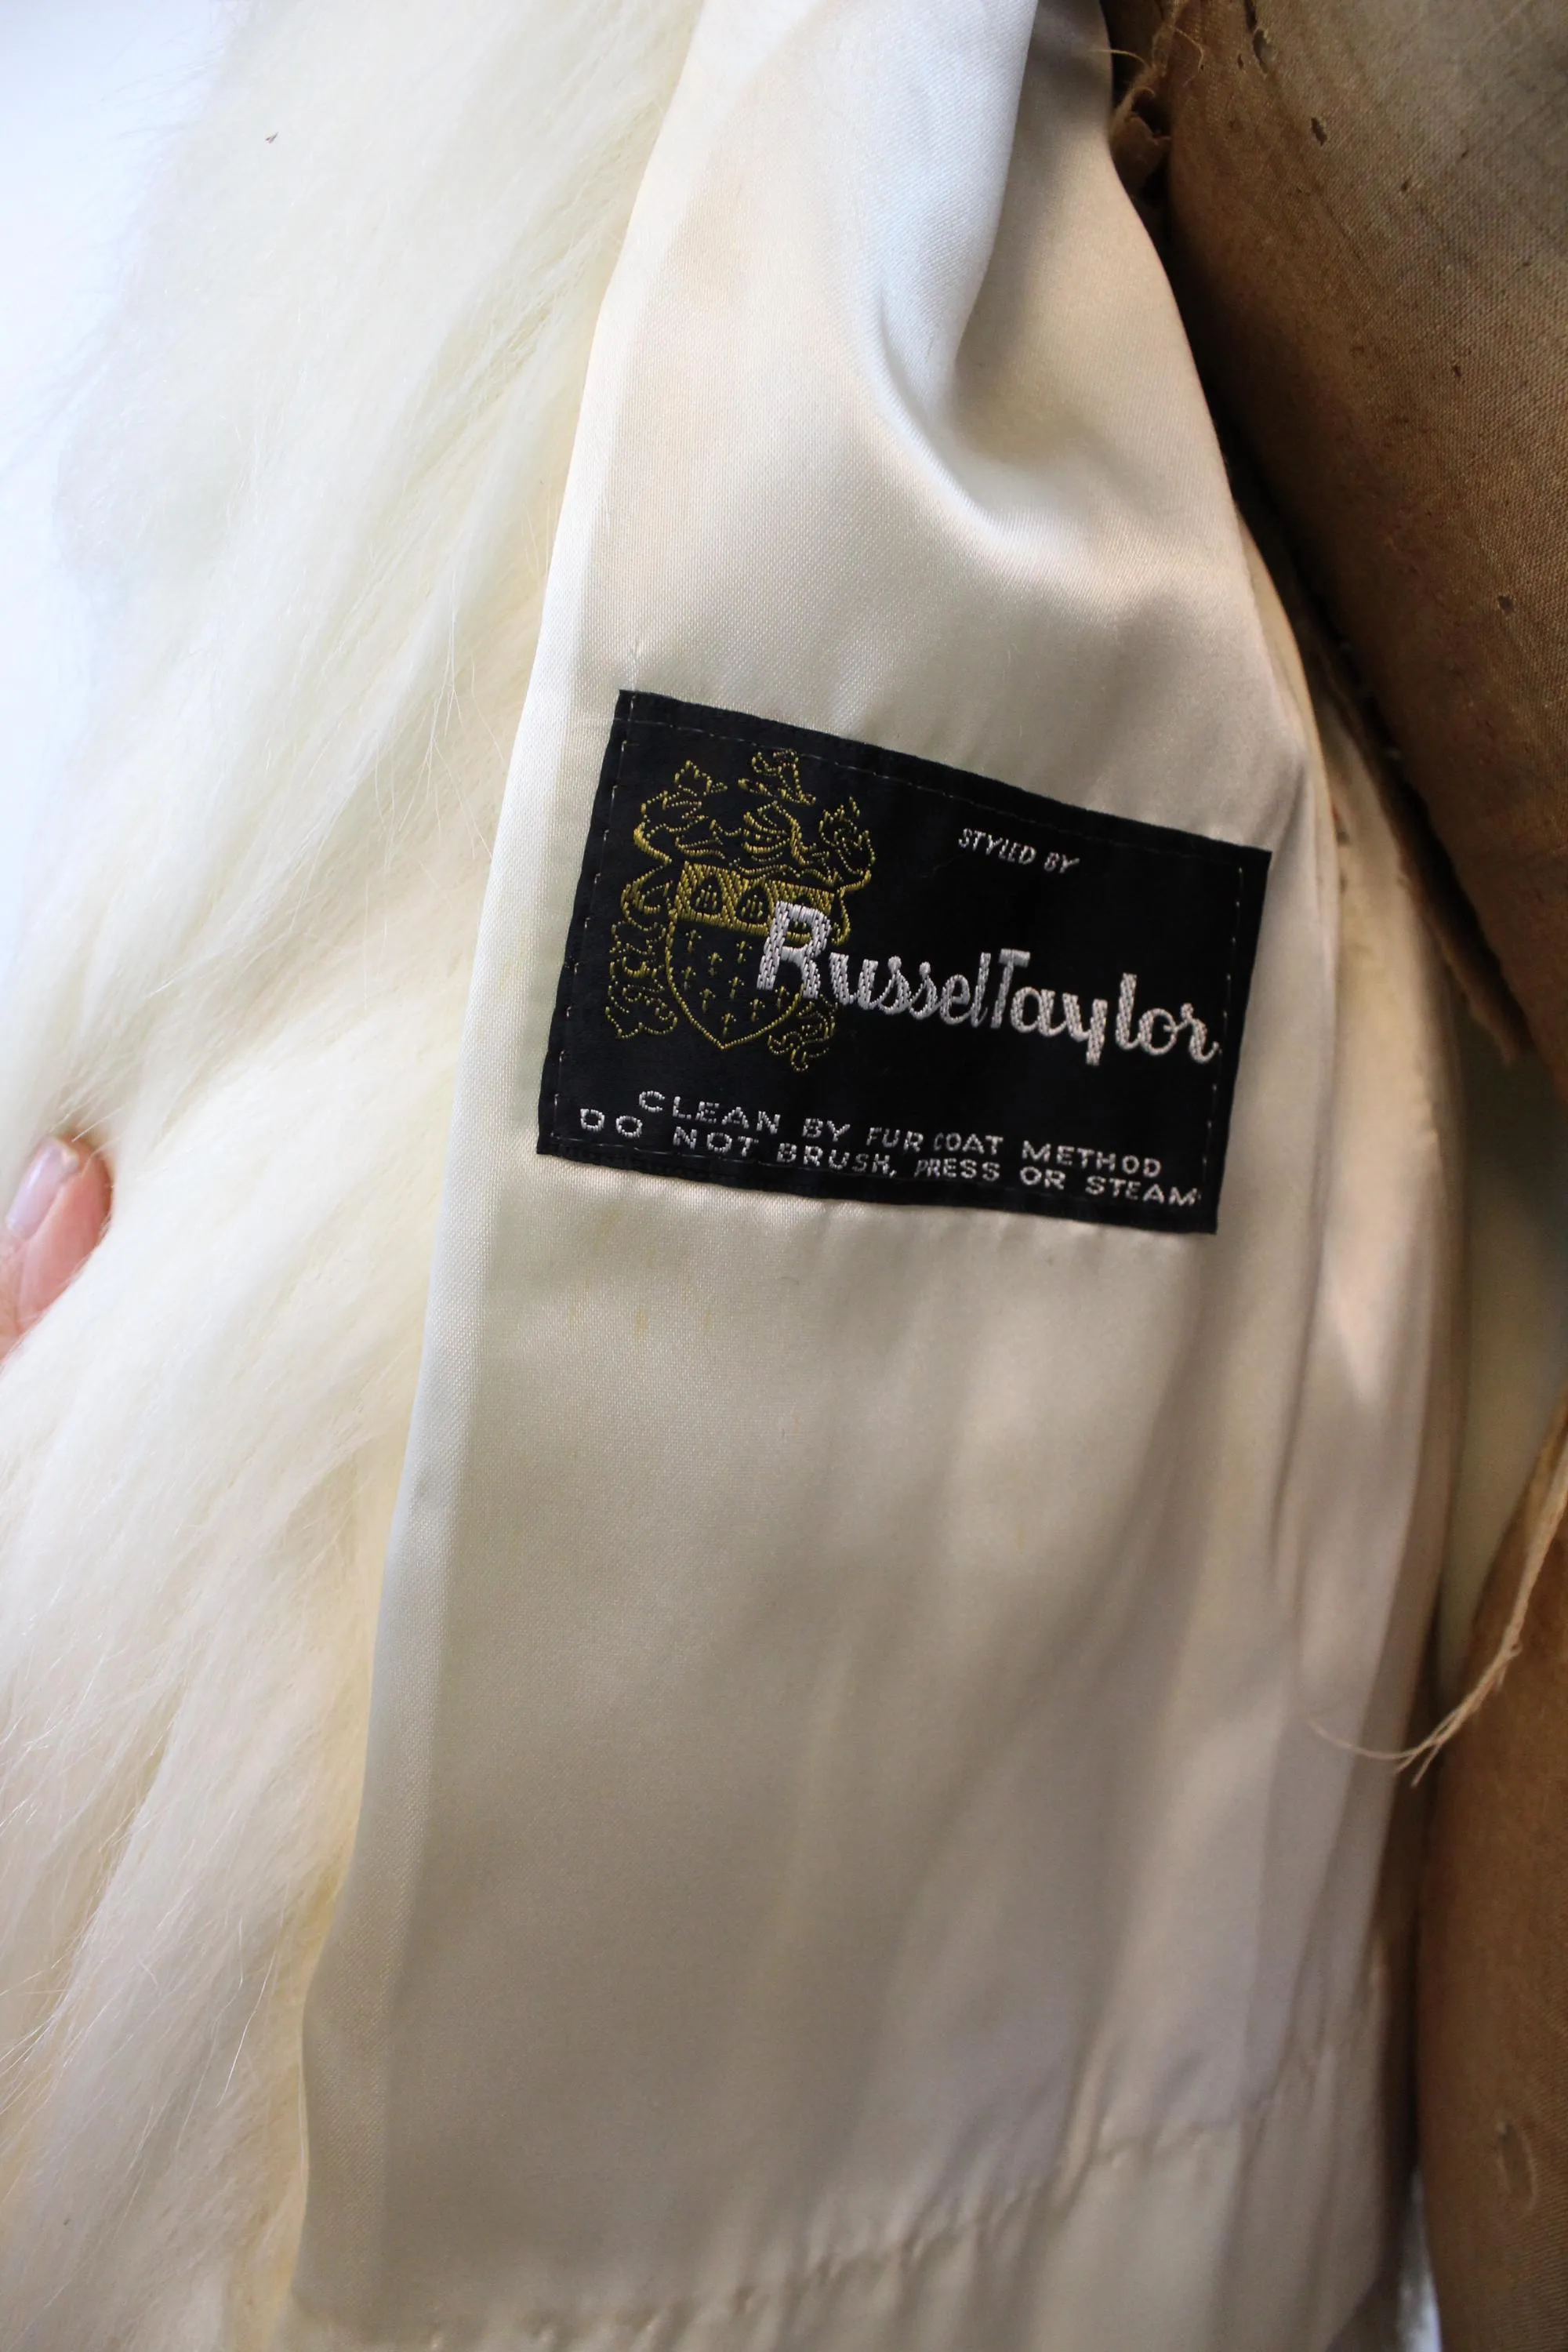 STYLED BY
RusselTaylor
CLEAN BY FUR COAT METHOD
DO NOT BRUSH, PRESS OR STEAM